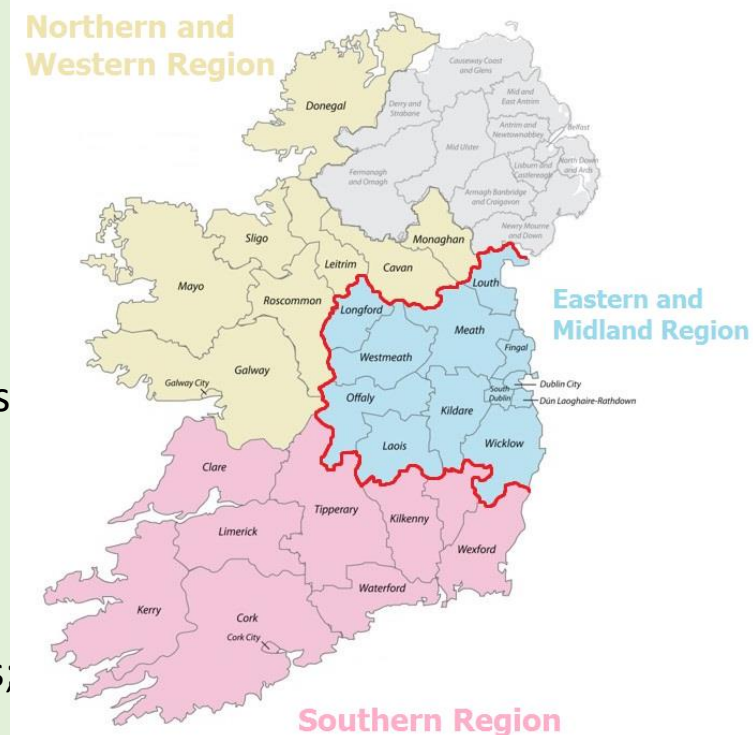 Northern and
Western Region
Causeway Coast
and Glens
Donegal
Derry and
Strabane
Mid and
East Antrim
Antrim and
Newtownabbey
Belfast
Mid Ulster
Fermanagh
and Omagh
Lisburn and
Castlereagh
North Down
and Ards
Armagh Banbridge
and Craigavon
Newry Mourne
and Down
Sligo
Monaghan
Leitrim
Cavan
Mayo
Roscommon
Louth
Longford
Eastern and
Midland Region
Meath
Westmeath
Fingal
Galway
Galway City
Offaly
South
Dublin
Dublin City
Dún Laoghaire-Rathdown
s
Kildare
Laois
Wicklow
Clare
Tipperary
Kilkenny
Limerick
Wexford
Waterford
Kerry
Cork
Cork City
s;
Southern Region